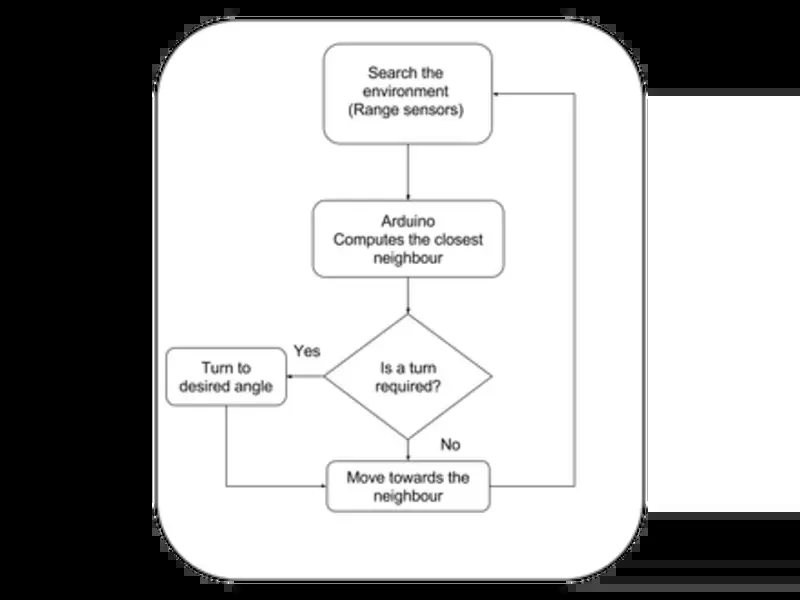 Search the
environment
(Range sensors)
Arduino
Computes the closest
neighbour
Is a turn
required?
Yes
Turn to
desired angle
No
Move towards the
neighbour